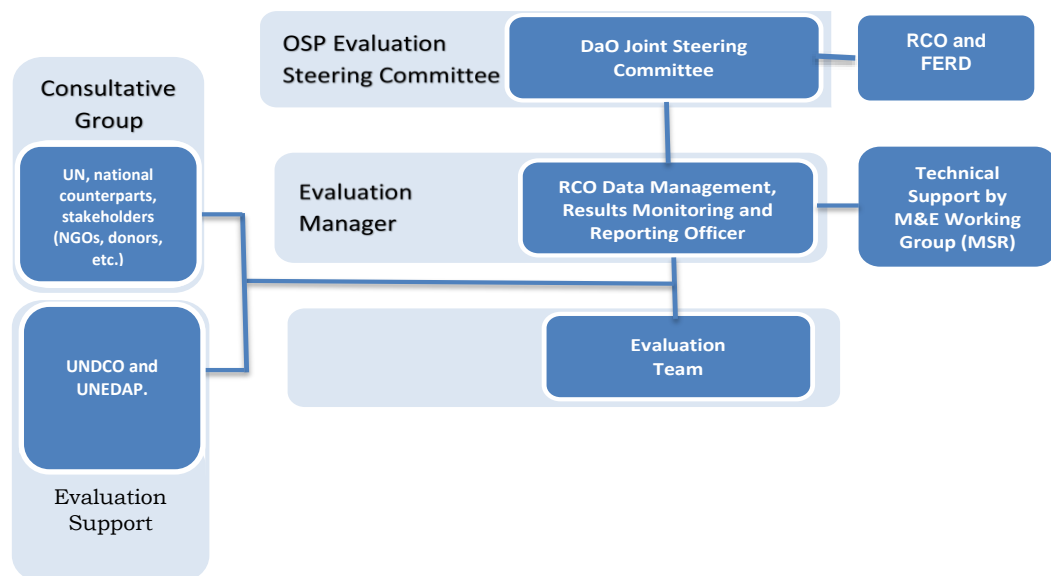 OSP Evaluation
Steering Committee
DaO Joint Steering
Committee
RCO and
FERD
Consultative
Group
UN, national
counterparts,
stakeholders
(NGOs, donors,
etc.)
Evaluation
Manager
RCO Data Management,
Results Monitoring and
Reporting Officer
Technical
Support by
M&E Working
Group (MSR)
UNDCO and
UNEDAP.
Evaluation
Support
Evaluation
Team